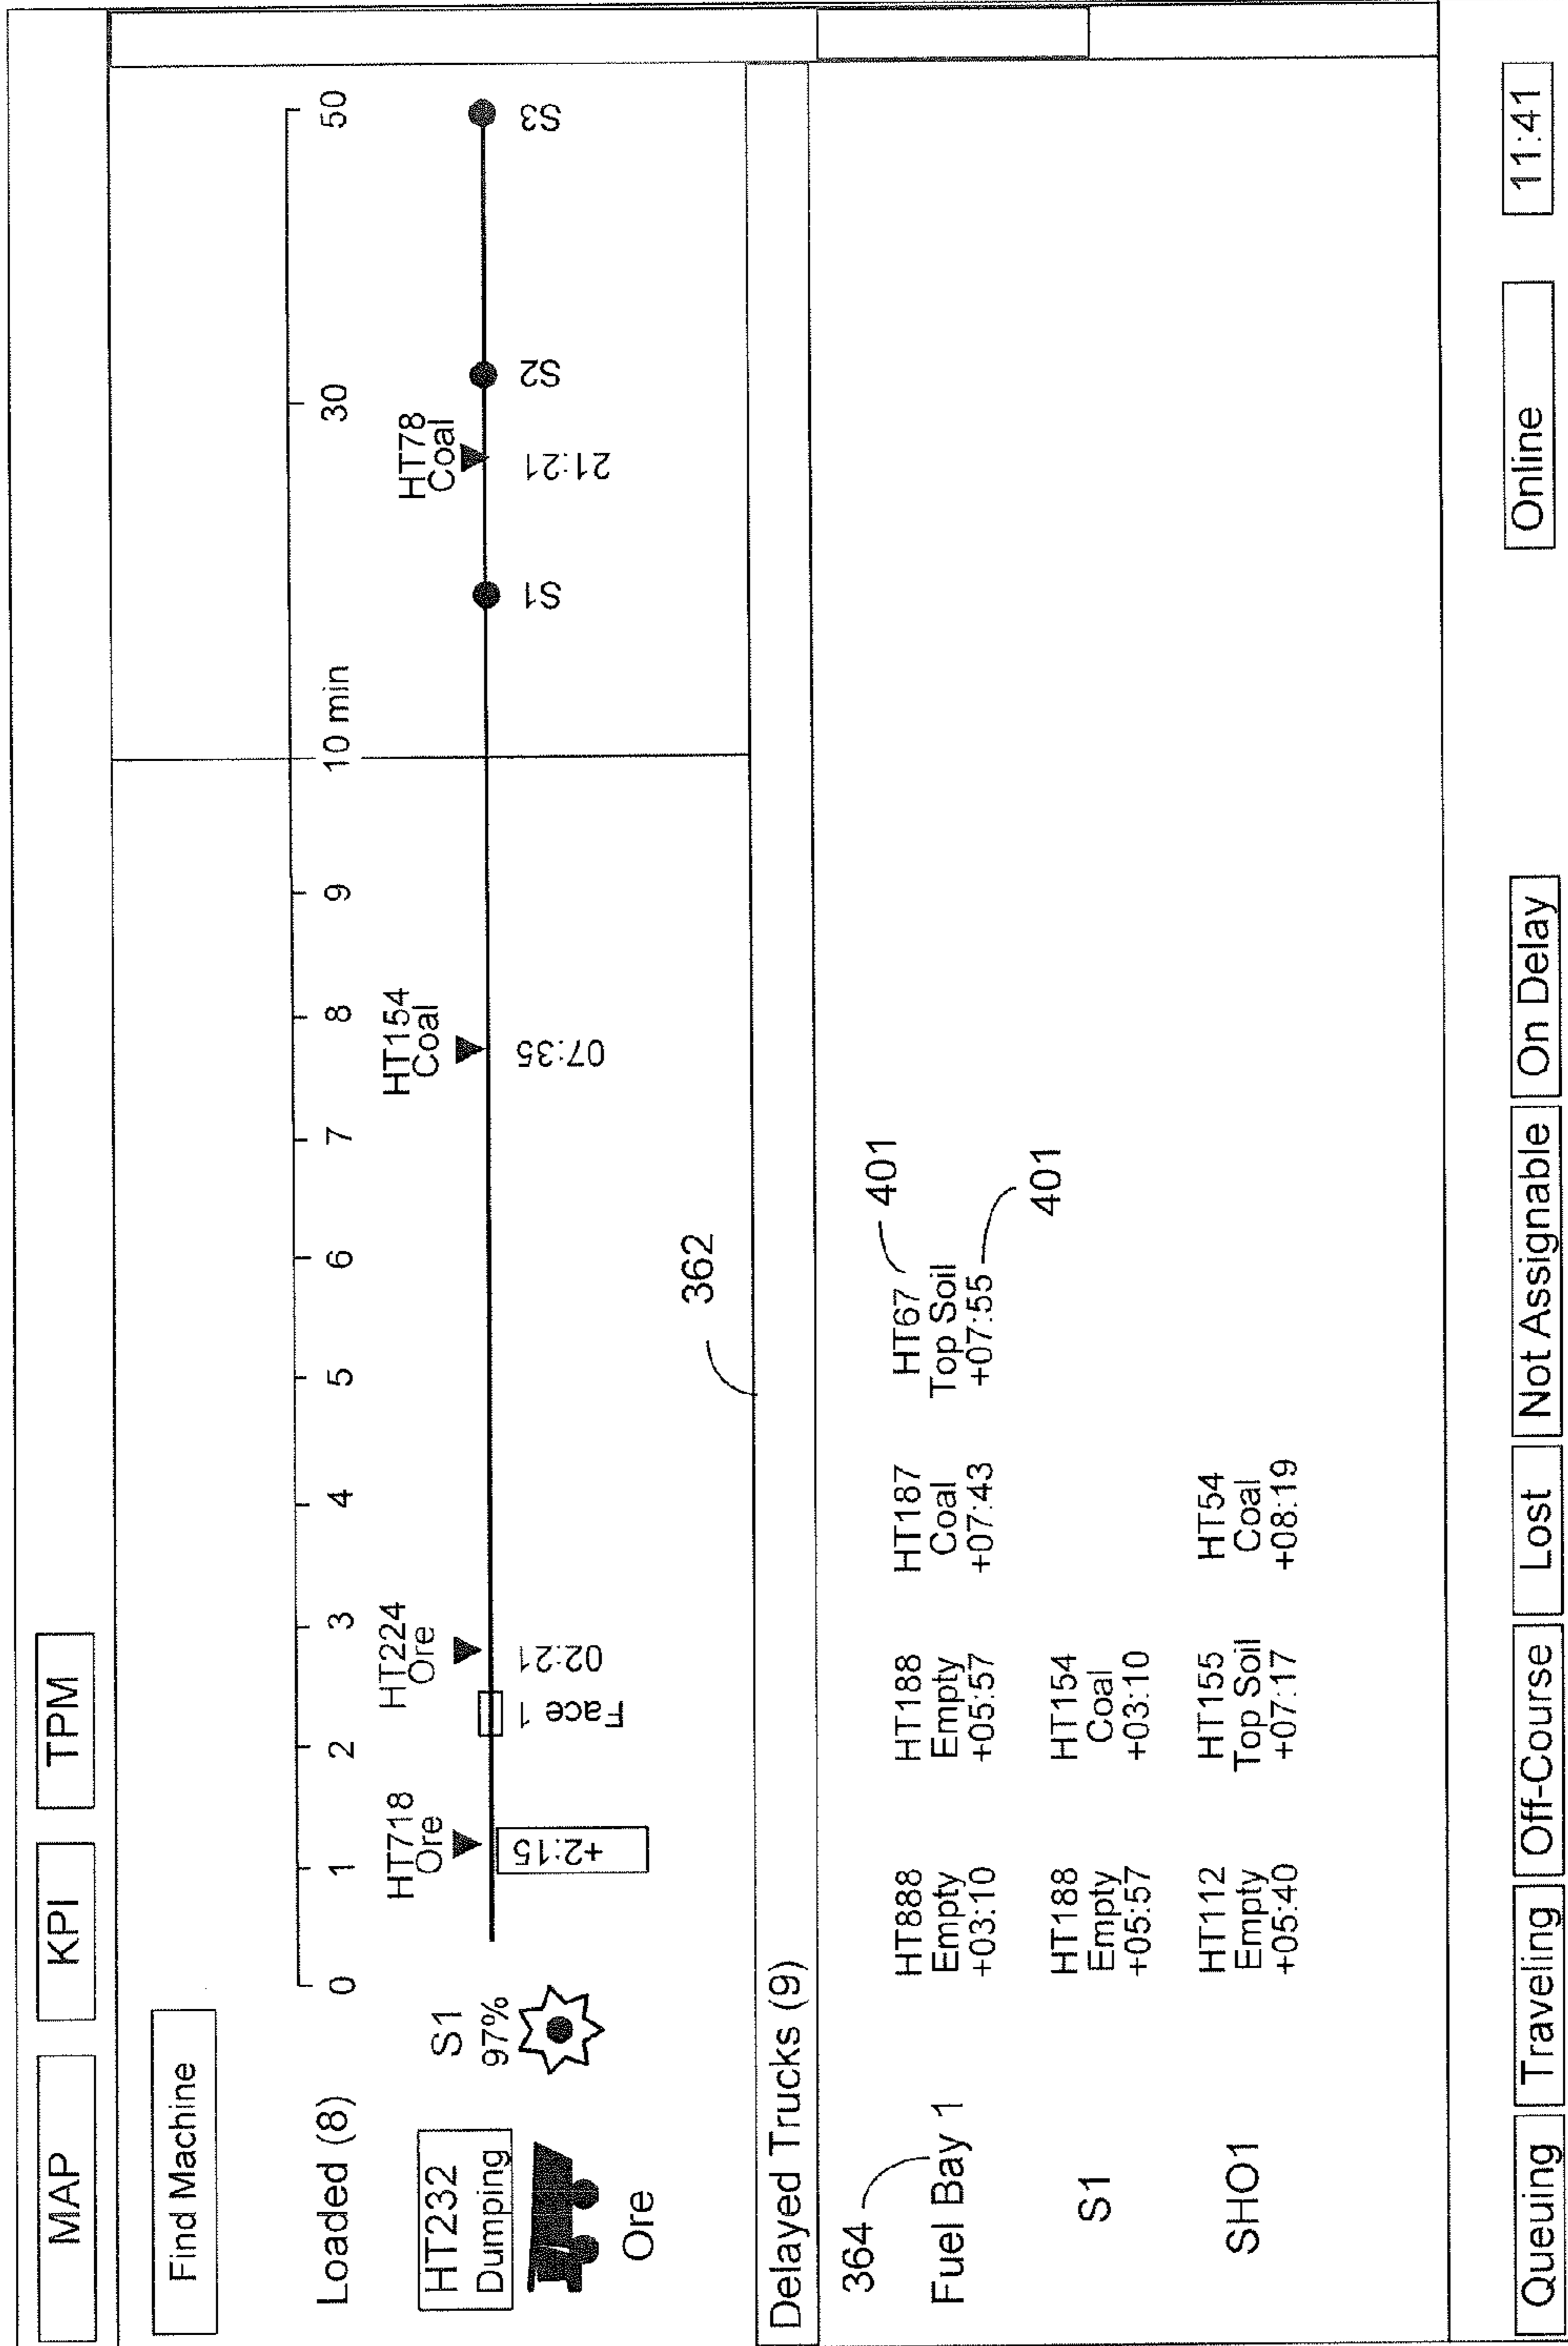 MAP
KPI
TPM
Find Machine
0
1
2
3
4
5
6
7
8
9
10 min
30
50
Loaded (8)
HT232
Dumping
Ore
S1
97%
HT718
Ore
+2:15
Face 1
HT224
Ore
02:21
HT154
Coal
07:35
S1
HT78
Coal
21:21
S2
S3
362
Delayed Trucks (9)
364
Fuel Bay 1
HT888
Empty
+03:10
HT188
Empty
+05:57
HT187
Coal
+07:43
HT67
Top Soil
+07:55
401
401
S1
HT188
Empty
+05:57
HT154
Coal
+03:10
SHO1
HT112
Empty
+05:40
HT155
Top Soil
+07:17
HT54
Coal
+08:19
Queuing
Traveling
Off-Course
Lost
Not Assignable
On Delay
Online
11:41